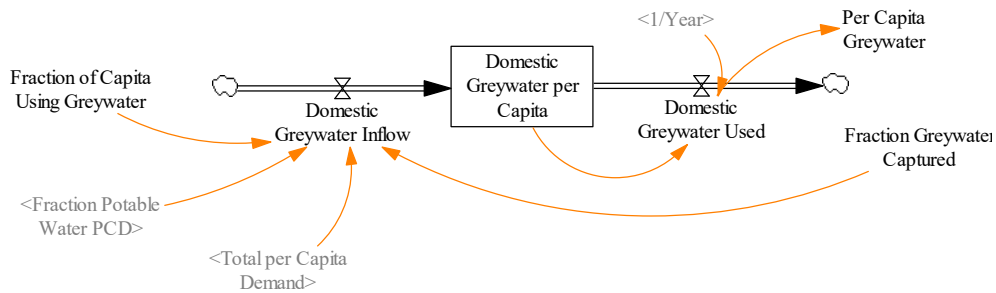 <1/Year>
Per Capita
Greywater
Fraction of Capita
Using Greywater
Domestic
Greywater Inflow
Domestic
Greywater per
Capita
Domestic
Greywater Used
Fraction Greywater
Captured
<Fraction Potable
Water PCD>
<Total per Capita
Demand>